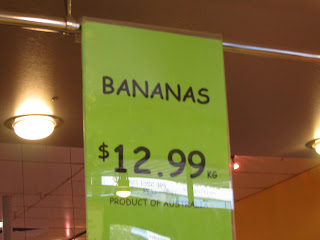 BANANAS
$12.99 KG
PRODUCT OF AUSTRALIA